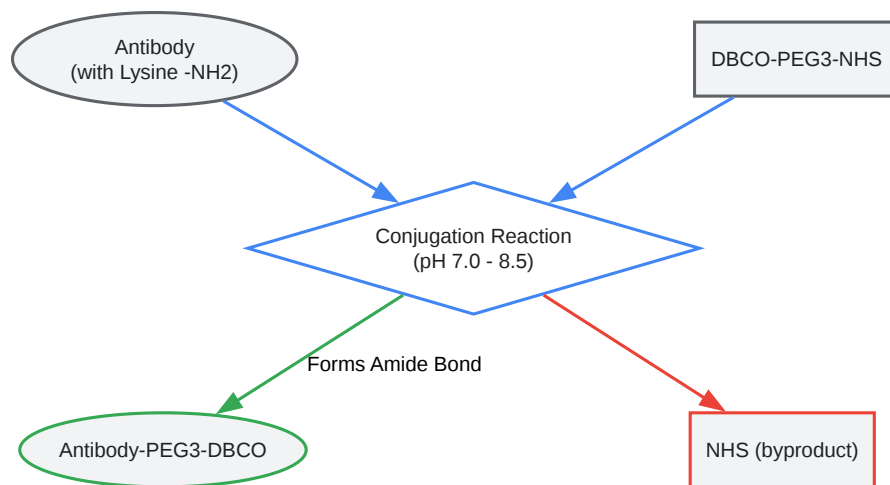 Antibody
(with Lysine -NH2)
DBCO-PEG3-NHS
Conjugation Reaction
(pH 7.0 - 8.5)
Forms Amide Bond
Antibody-PEG3-DBCO
NHS (byproduct)